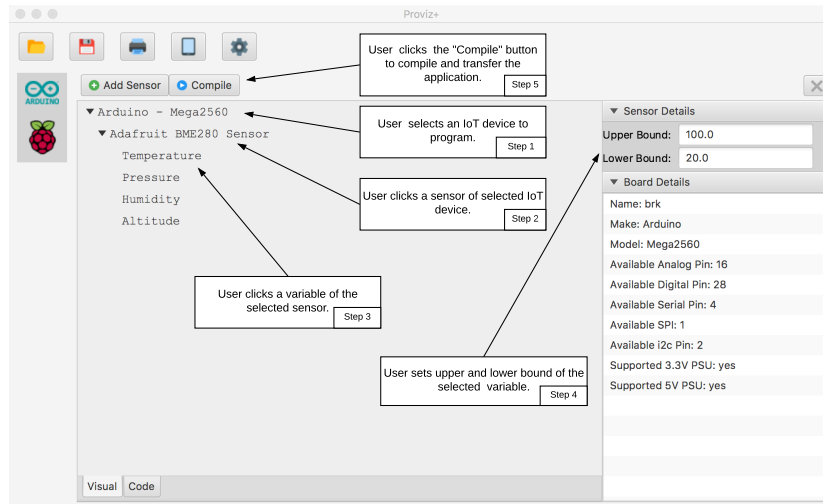 Proviz+
ARDUINO
Add Sensor
Compile
User clicks the "Compile" button
to compile and transfer the
application.
Step 5
Arduino - Mega2560
Adafruit BME280 Sensor
Temperature
Pressure
Humidity
Altitude
User selects an IoT device to
program.
Step 1
User clicks a sensor of selected IoT
device.
Step 2
User clicks a variable of the
selected sensor.
Step 3
User sets upper and lower bound of the
selected variable.
Step 4
Sensor Details
Upper Bound: 100.0
Lower Bound: 20.0
Board Details
Name: brk
Make: Arduino
Model: Mega2560
Available Analog Pin: 16
Available Digital Pin: 28
Available Serial Pin: 4
Available SPI: 1
Available i2c Pin: 2
Supported 3.3V PSU: yes
Supported 5V PSU: yes
Visual
Code